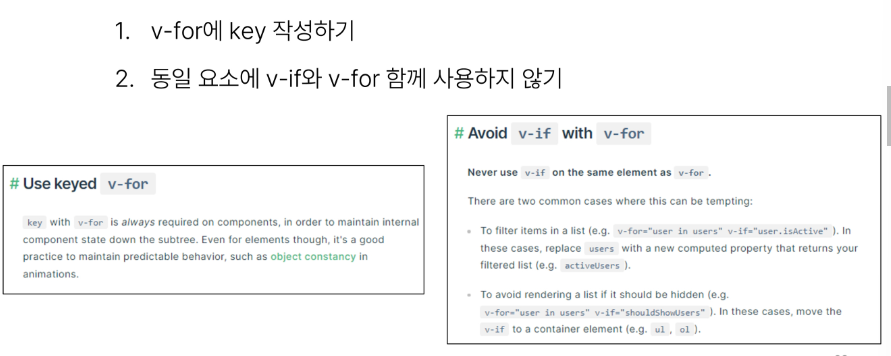 1. v-for에 key 작성하기
2. 동일 요소에 v-if와 v-for 함께 사용하지 않기
# Use keyed v-for
key with v-for is always required on components, in order to maintain internal
component state down the subtree. Even for elements though, it's a good
practice to maintain predictable behavior, such as object constancy in
animations.
# Avoid v-if with v-for
Never use v-if on the same element as v-for.
There are two common cases where this can be tempting:
• To filter items in a list (e.g. v-for="user in users" v-if="user.isActive" ). In
these cases, replace users with a new computed property that returns your
filtered list (e.g. activeUsers ).
• To avoid rendering a list if it should be hidden (e.g.
v-for="user in users" v-if="shouldShowUsers" ). In these cases, move the
v-if to a container element (e.g. ul , ol ).